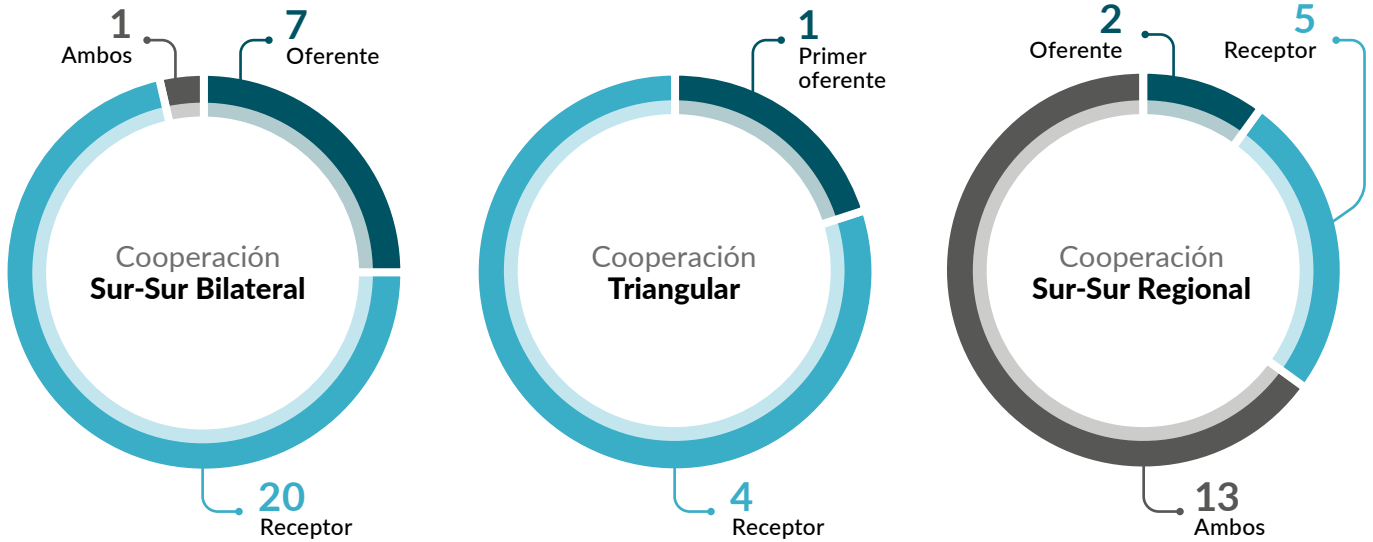 1
Ambos
7
Oferente
Cooperación
Sur-Sur Bilateral
20
Receptor
1
Primer
oferente
Cooperación
Triangular
4
Receptor
2
Oferente
5
Receptor
Cooperación
Sur-Sur Regional
13
Ambos